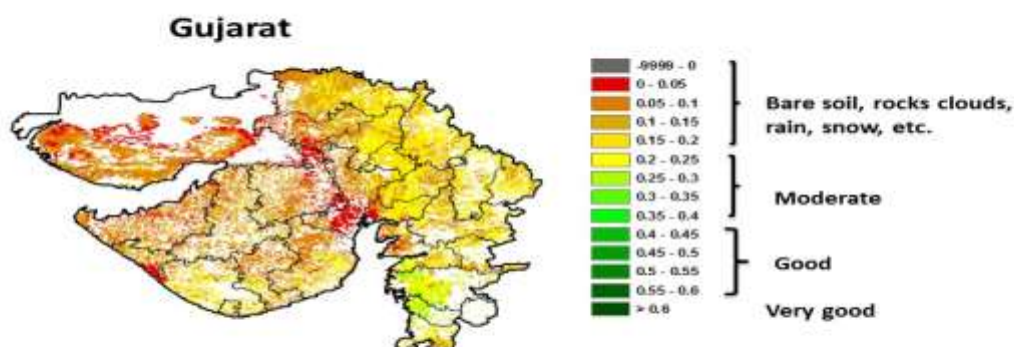 Gujarat
-9999 - 0
0 - 0.05
0.05 - 0.1
0.1 - 0.15
0.15 - 0.2
0.2 - 0.25
0.25 - 0.3
0.3 - 0.35
0.35 - 0.4
0.4 - 0.45
0.45 - 0.5
0.5 - 0.55
0.55 - 0.6
> 0.6
Bare soil, rocks clouds,
rain, snow, etc.
Moderate
Good
Very good